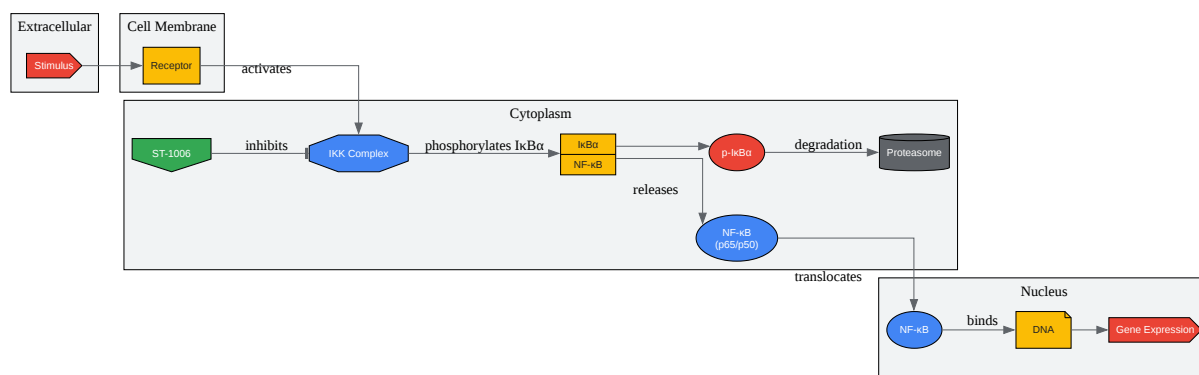 Extracellular
Stimulus
Cell Membrane
Receptor
activates
Cytoplasm
ST-1006
inhibits
IKK Complex
phosphorylates IκBα
IκBα
NF-κB
p-IκBα
degradation
Proteasome
releases
NF-κB
(p65/p50)
translocates
Nucleus
NF-κB
binds
DNA
Gene Expression